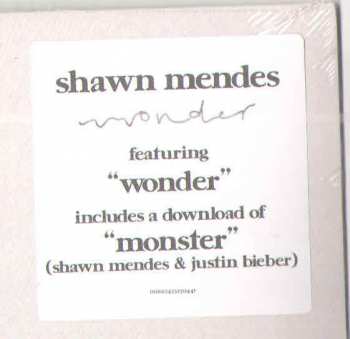 shawn mendes
wonder
featuring
“wonder”
includes a download of
“monster”
(shawn mendes & justin bieber)